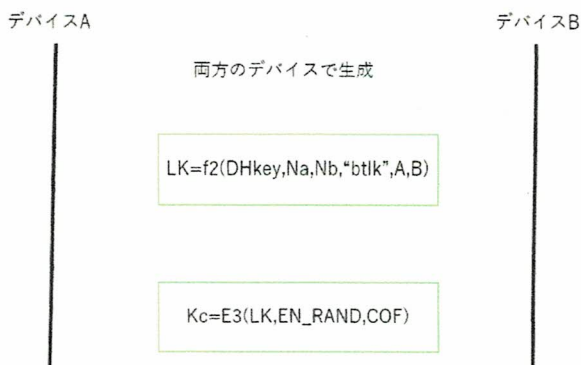 デバイスA
デバイスB
両方のデバイスで生成
LK=f2(DHkey,Na,Nb,“btlk”,A,B)
Kc=E3(LK,EN_RAND,COF)